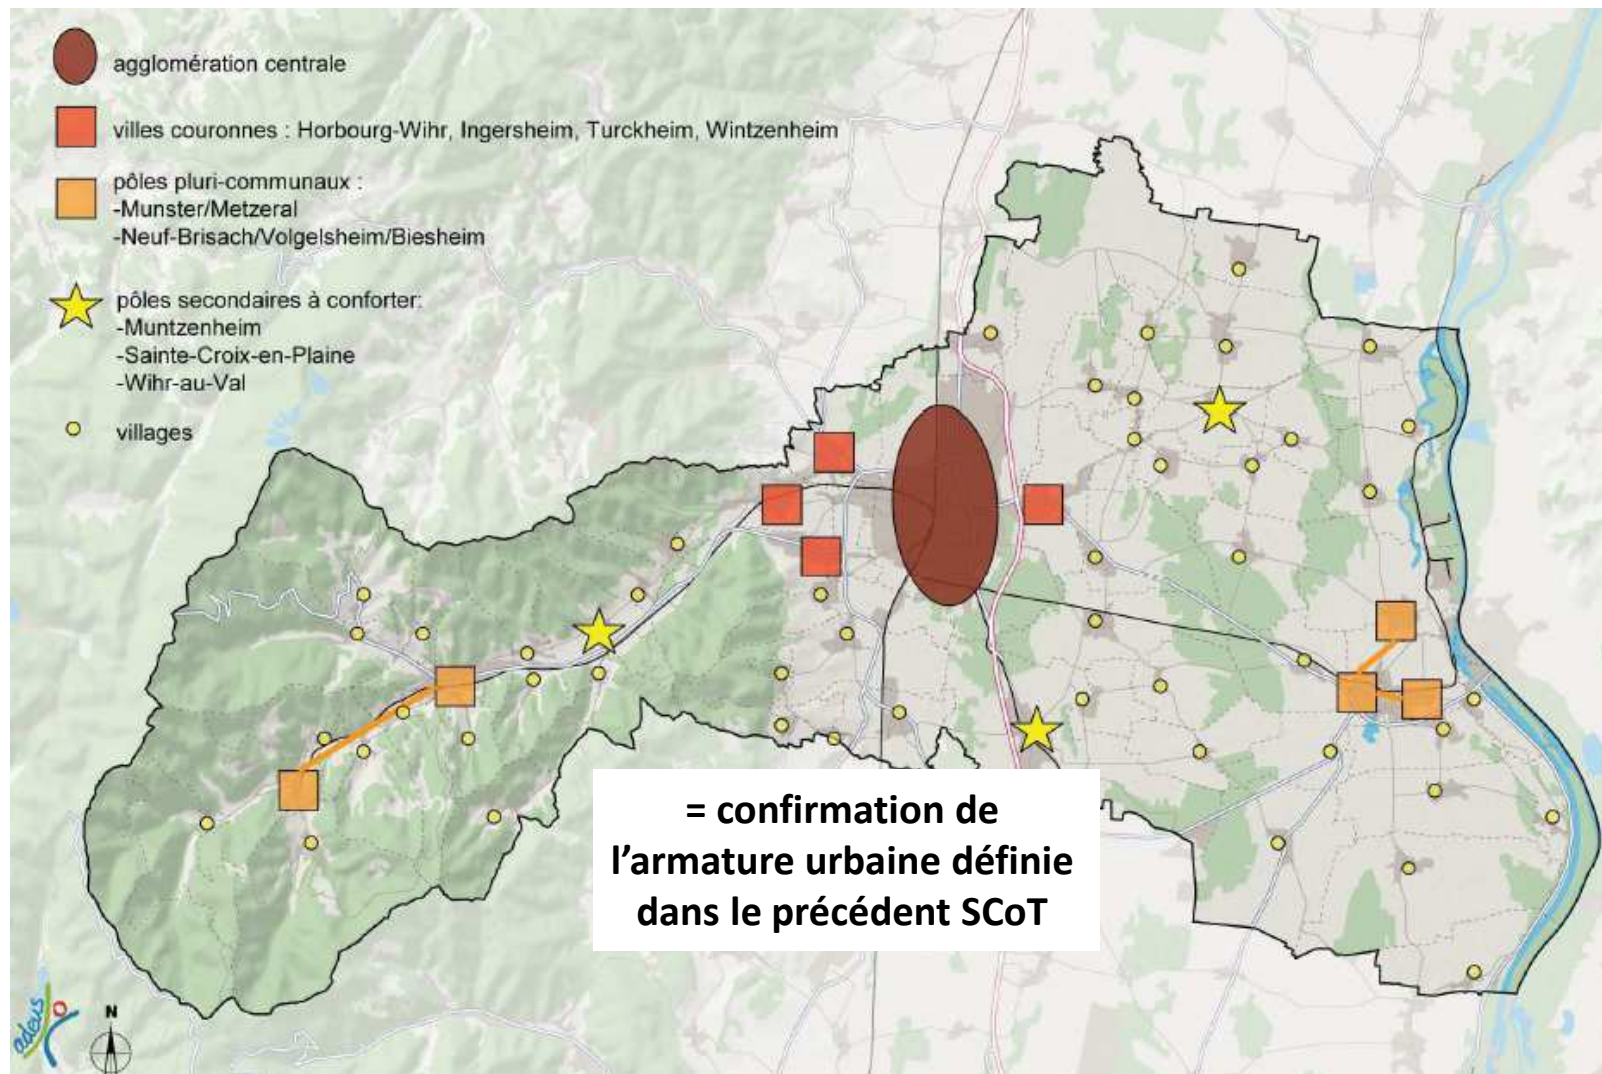 agglomération centrale
villes couronnes : Horbourg-Wihr, Ingersheim, Turckheim, Wintzenheim
pôles pluri-communaux :
-Munster/Metzeral
-Neuf-Brisach/Volgelsheim/Biesheim
pôles secondaires à conforter:
-Muntzenheim
-Sainte-Croix-en-Plaine
-Wihr-au-Val
villages
= confirmation de
l'armature urbaine définie
dans le précédent SCoT
adeus
N